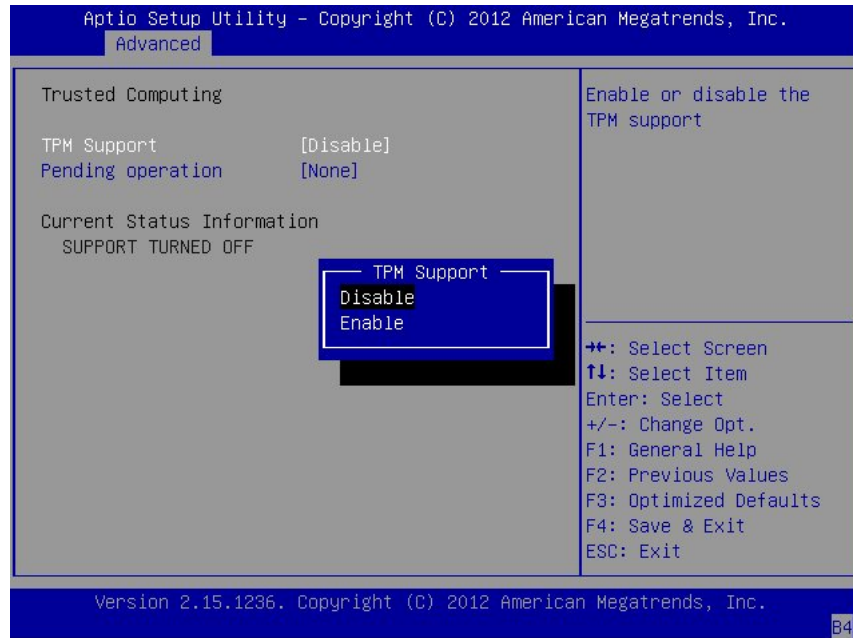 Aptio Setup Utility – Copyright (C) 2012 American Megatrends, Inc.
Advanced
Trusted Computing
TPM Support [Disable]
Pending operation [None]
Current Status Information
SUPPORT TURNED OFF
TPM Support
Disable
Enable
Enable or disable the
TPM support
→←: Select Screen
↑↓: Select Item
Enter: Select
+/-: Change Opt.
F1: General Help
F2: Previous Values
F3: Optimized Defaults
F4: Save & Exit
ESC: Exit
Version 2.15.1236. Copyright (C) 2012 American Megatrends, Inc.
B4